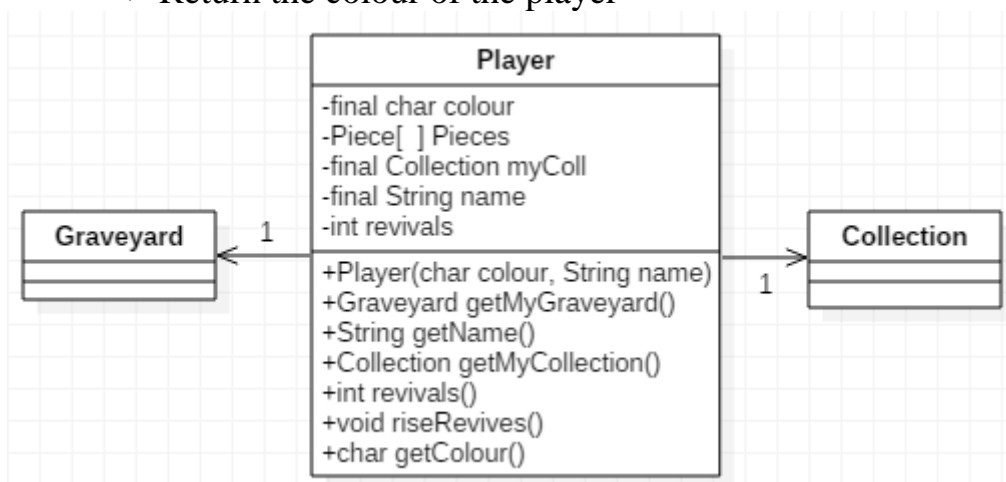 Return the colour of the player
Player
-final char colour
-Piece[ ] Pieces
-final Collection myColl
-final String name
-int revivals
Graveyard
1
Collection
1
+Player(char colour, String name)
+Graveyard getMyGraveyard()
+String getName()
+Collection getMyCollection()
+int revivals()
+void riseRevives()
+char getColour()